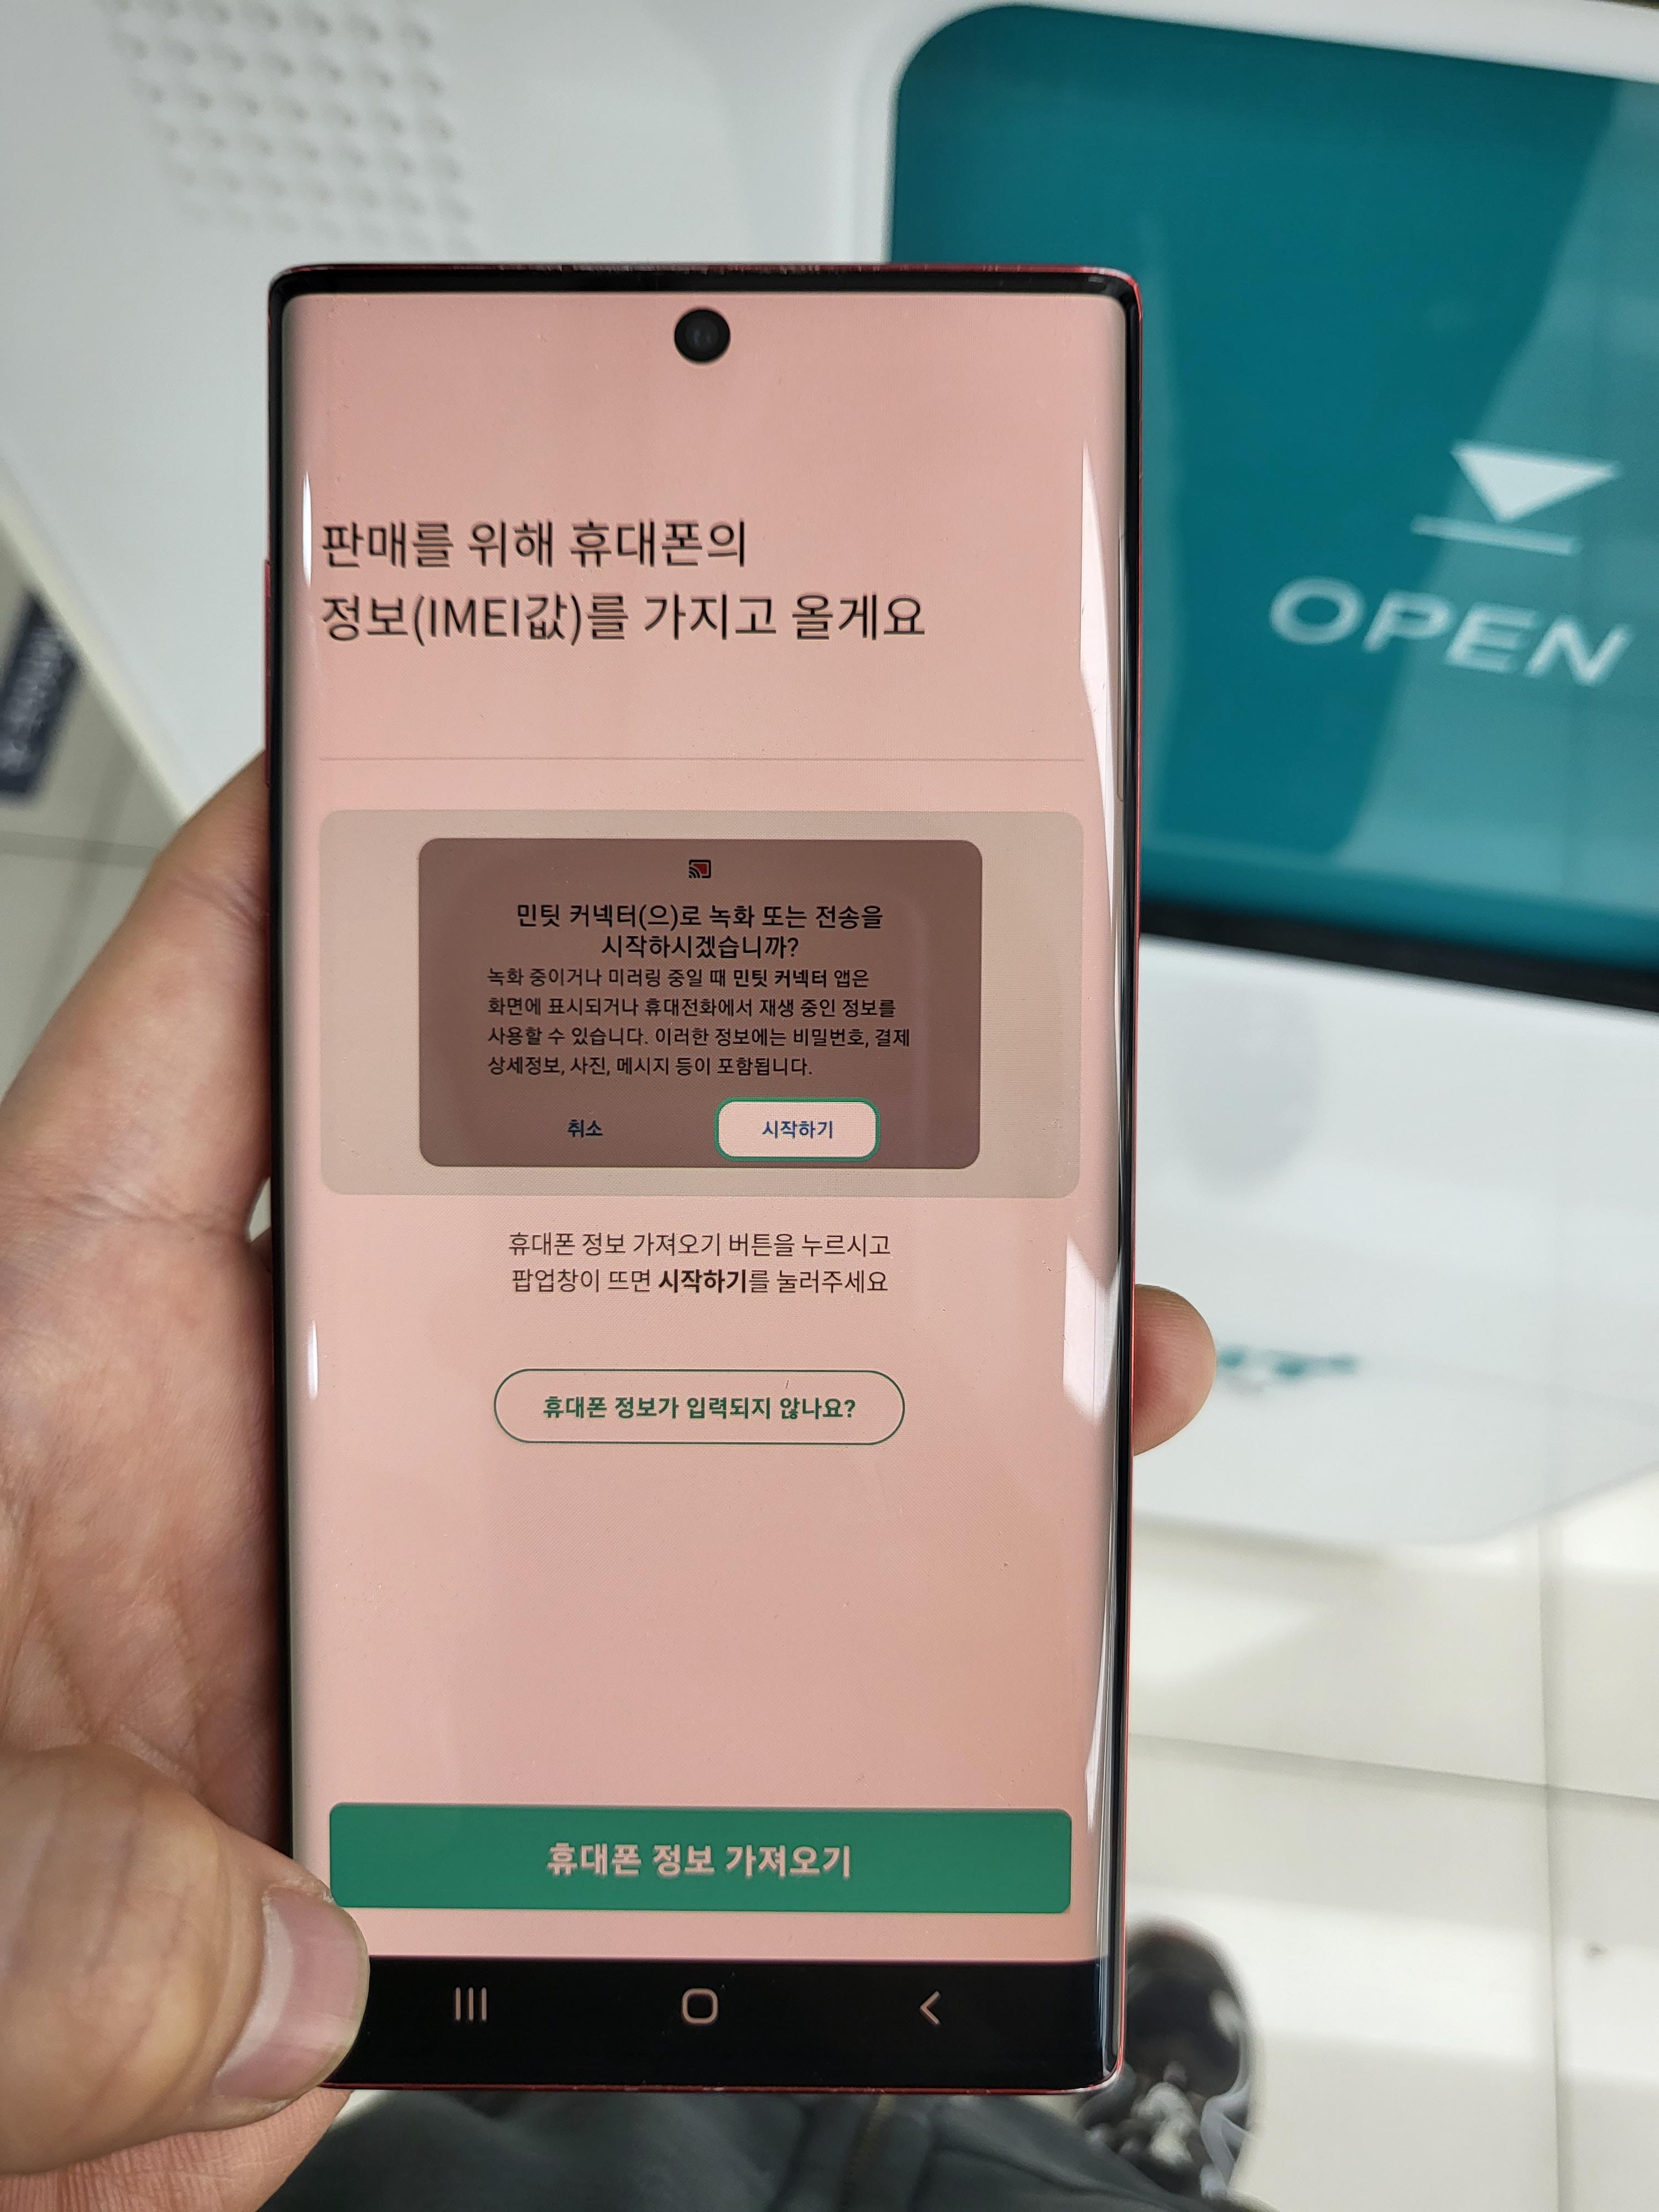 판매를 위해 휴대폰의
정보(IMEI값)를 가지고 올게요
민팃 커넥터(으)로 녹화 또는 전송을
시작하시겠습니까?
녹화 중이거나 미러링 중일 때 민팃 커넥터 앱은
화면에 표시되거나 휴대전화에서 재생 중인 정보를
사용할 수 있습니다. 이러한 정보에는 비밀번호, 결제
상세정보, 사진, 메시지 등이 포함됩니다.
취소
시작하기
휴대폰 정보 가져오기 버튼을 누르시고
팝업창이 뜨면 시작하기를 눌러주세요
휴대폰 정보가 입력되지 않나요?
휴대폰 정보 가져오기
OPEN